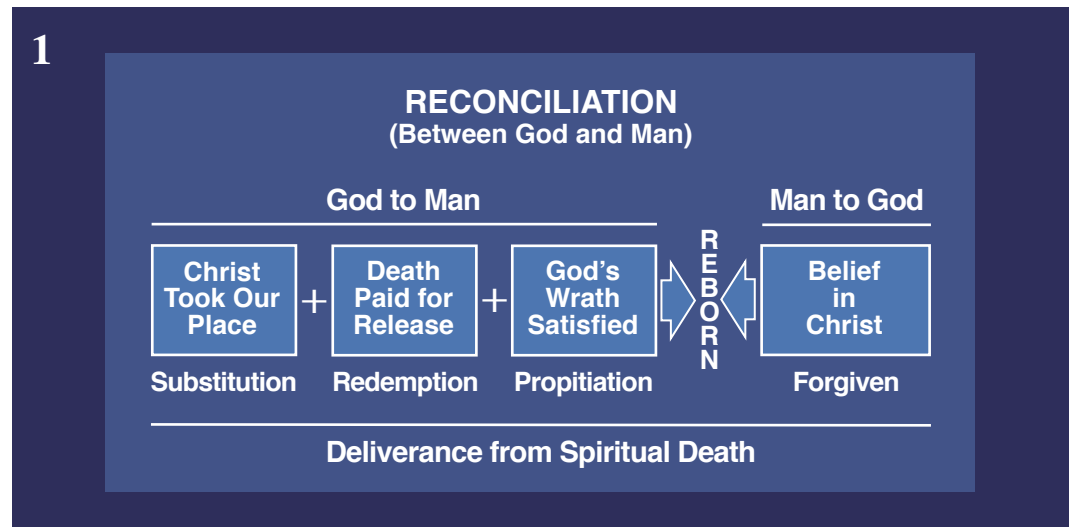 1
RECONCILIATION
(Between God and Man)
God to Man
Man to God
Christ
Took Our
Place
+
Death
Paid for
Release
+
God's
Wrath
Satisfied
REBORN
Belief
in
Christ
Substitution
Redemption
Propitiation
Forgiven
Deliverance from Spiritual Death